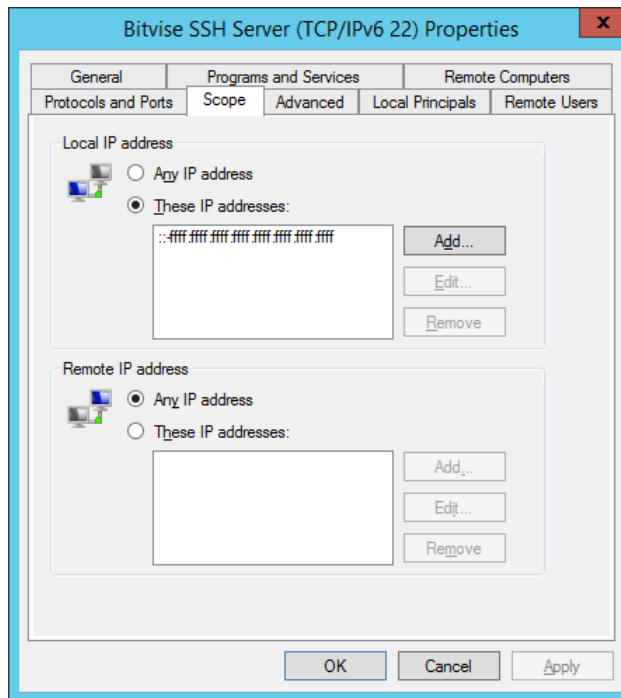 Bitvise SSH Server (TCP/IPv6 22) Properties
x
General Programs and Services Remote Computers
Protocols and Ports Scope Advanced Local Principals Remote Users
Local IP address
Any IP address
These IP addresses:
::-ffff:ffff:ffff:ffff:ffff:ffff:ffff:ffff
Add...
Edit...
Remove
Remote IP address
Any IP address
These IP addresses:
Add...
Edit...
Remove
OK Cancel Apply